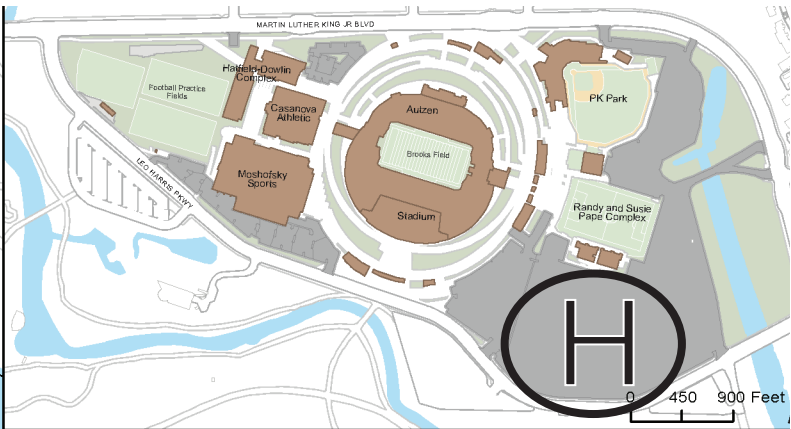 MARTIN LUTHER KING JR BLVD
Hatfield-Dowlin
Complex
Football Practice
Fields
Casanova
Athletic
Autzen
PK Park
Brooks Field
LEO HARRIS PKWY
Moshofsky
Sports
Stadium
Randy and Susie
Pape Complex
H
0 450 900 Feet